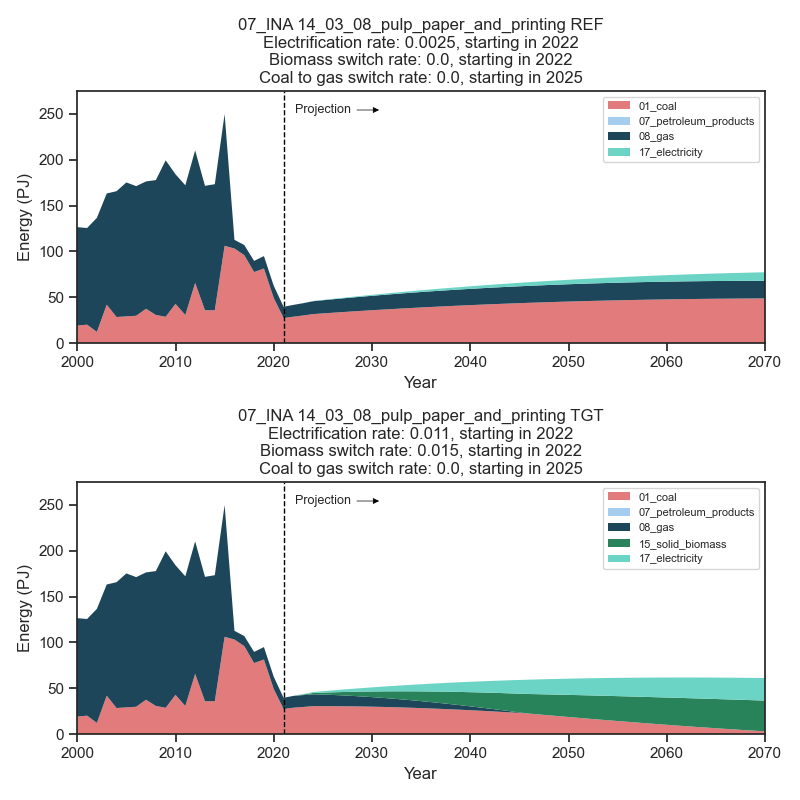 07_INA 14_03_08_pulp_paper_and_printing REF
Electrification rate: 0.0025, starting in 2022
Biomass switch rate: 0.0, starting in 2022
Coal to gas switch rate: 0.0, starting in 2025
Projection
01_coal
07_petroleum_products
08_gas
17_electricity
Energy (PJ)
250
200
150
100
50
0
2000 2010 2020 2030 2040 2050 2060 2070
Year
07_INA 14_03_08_pulp_paper_and_printing TGT
Electrification rate: 0.011, starting in 2022
Biomass switch rate: 0.015, starting in 2022
Coal to gas switch rate: 0.0, starting in 2025
Projection
01_coal
07_petroleum_products
08_gas
15_solid_biomass
17_electricity
Energy (PJ)
250
200
150
100
50
0
2000 2010 2020 2030 2040 2050 2060 2070
Year